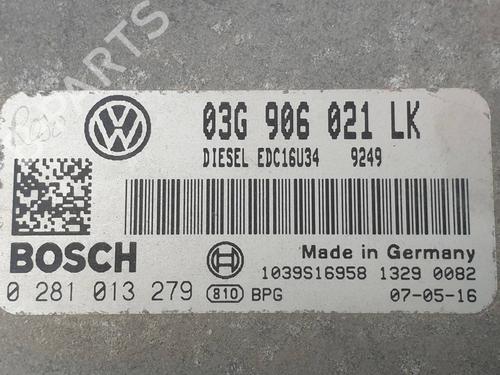 PARTS
03G 906 021 LK
DIESEL EDC16U34 9249
BOSCH
Made in Germany
1039S16958 1329 0082
0 281 013 279 810 BPG 07-05-16